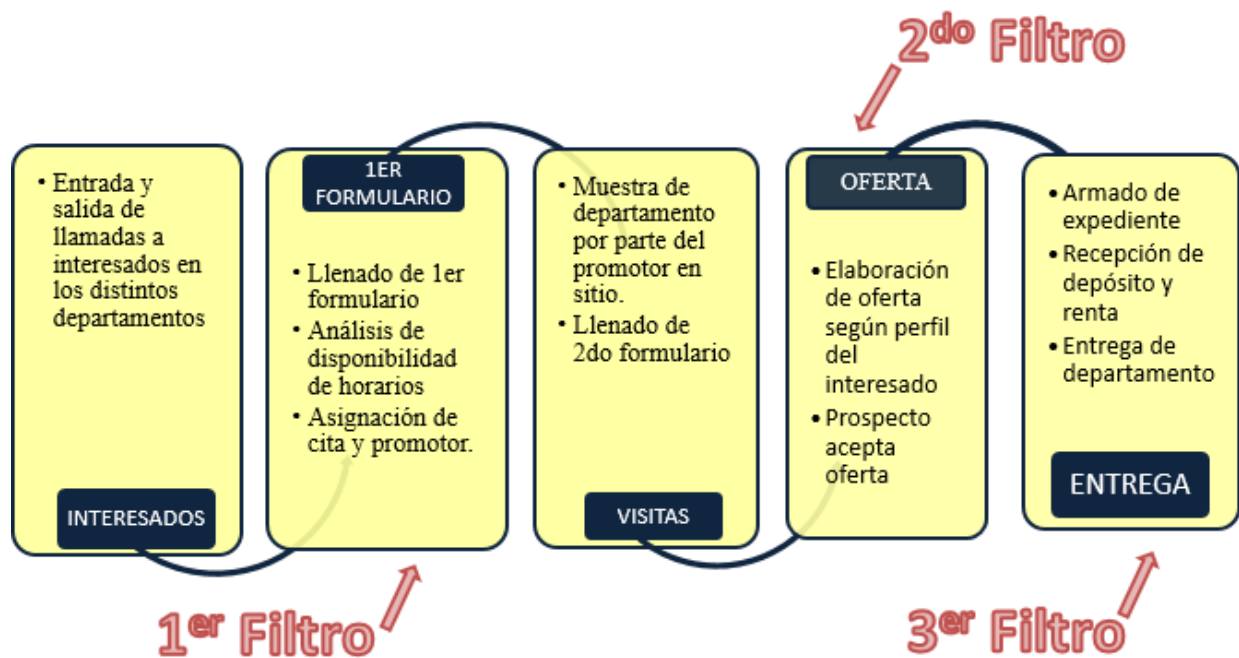 2do Filtro
• Entrada y
salida de
llamadas a
interesados en
los distintos
departamentos
INTERESADOS
1ER
FORMULARIO
• Llenado de 1er
formulario
• Análisis de
disponibilidad
de horarios
• Asignación de
cita y promotor.
• Muestra de
departamento
por parte del
promotor en
sitio.
• Llenado de
2do formulario
VISITAS
OFERTA
• Elaboración
de oferta
según perfil
del
interesado
• Prospecto
acepta
oferta
• Armado de
expediente
• Recepción de
depósito y
renta
• Entrega de
departamento
ENTREGA
1er Filtro
3er Filtro